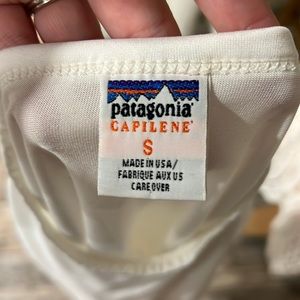 patagonia
CAPILENE
S
MADE IN USA/
FABRIQUE AUX US
CARE OVER